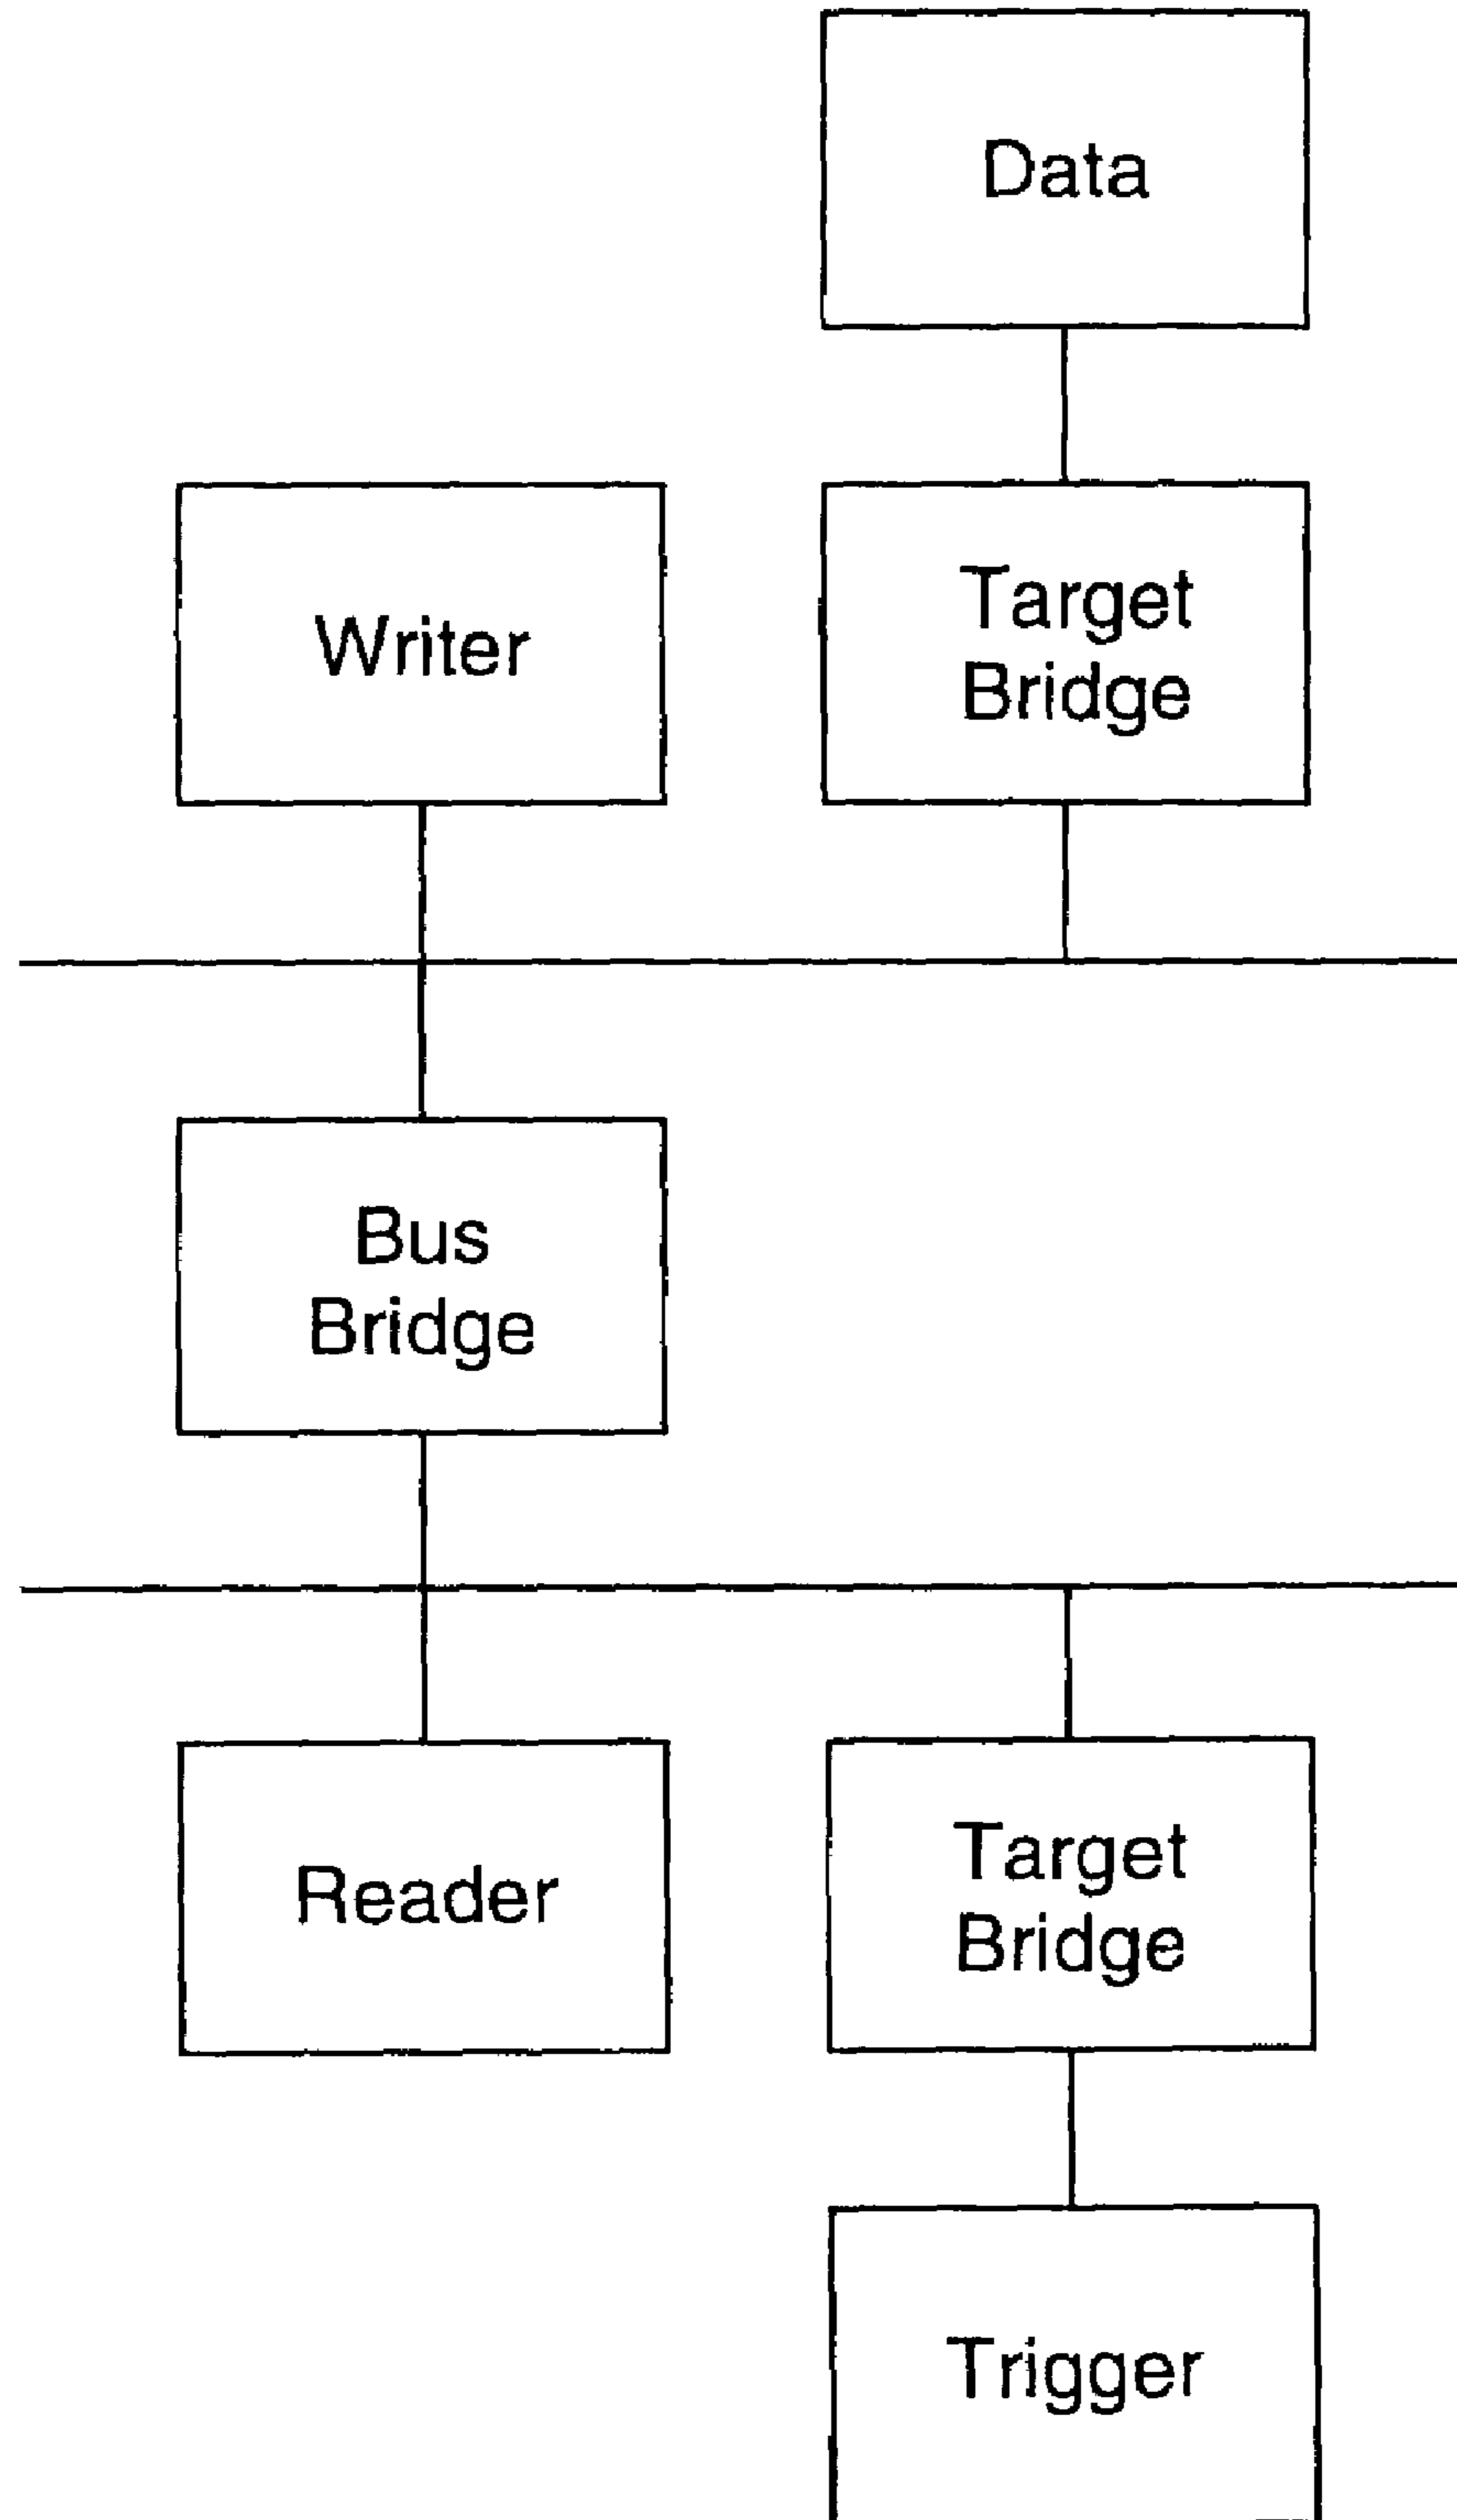 Data
Writer
Target
Bridge
Bus
Bridge
Reader
Target
Bridge
Trigger